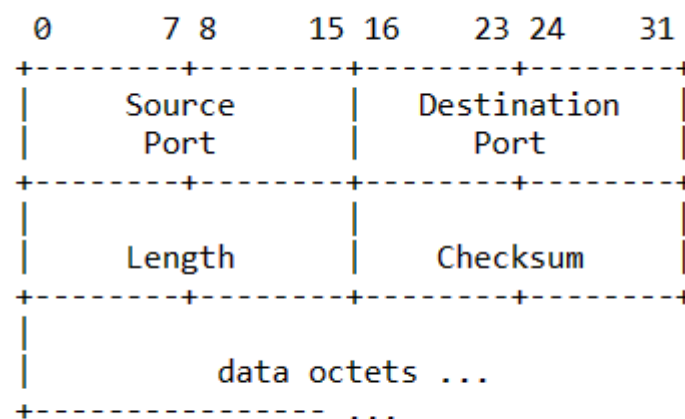 0 7 8 15 16 23 24 31
+--------+--------+--------+--------+
| Source | Destination |
| Port | Port |
+--------+--------+--------+--------+
| | |
| Length | Checksum |
+--------+--------+--------+--------+
|
| data octets ...
+---------------- ...